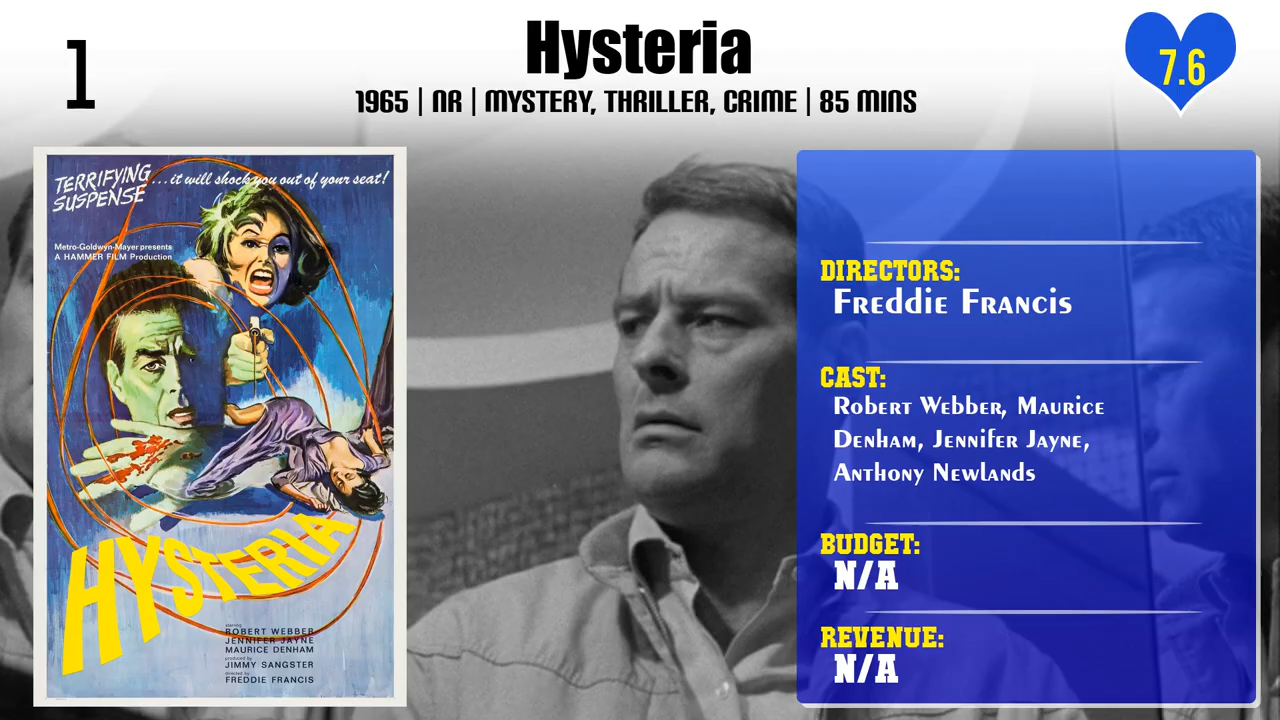 1
Hysteria
7.6
1965 | NR | MYSTERY, THRILLER, CRIME | 85 MINS
TERRIFYING
SUSPENSE
...it will shock you out of your seat!
Metro-Goldwyn-Mayer presents
A HAMMER FILM Production
HYSTERIA
starring
ROBERT WEBBER
JENNIFER JAYNE
MAURICE DENHAM
produced by
JIMMY SANGSTER
directed by
FREDDIE FRANCIS
DIRECTORS:
Freddie Francis
CAST:
Robert Webber, Maurice
Denham, Jennifer Jayne,
Anthony Newlands
BUDGET:
N/A
REVENUE:
N/A